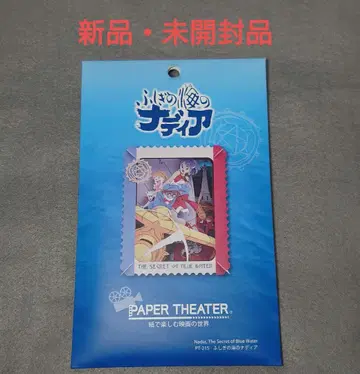 新品・未開封品
ふしぎの海の
ナディア
THE SECRET OF BLUE WATER
PAPER THEATER
紙で楽しむ映画の世界
Nadia, The Secret of Blue Water
PT-215 ふしぎの海のナディア